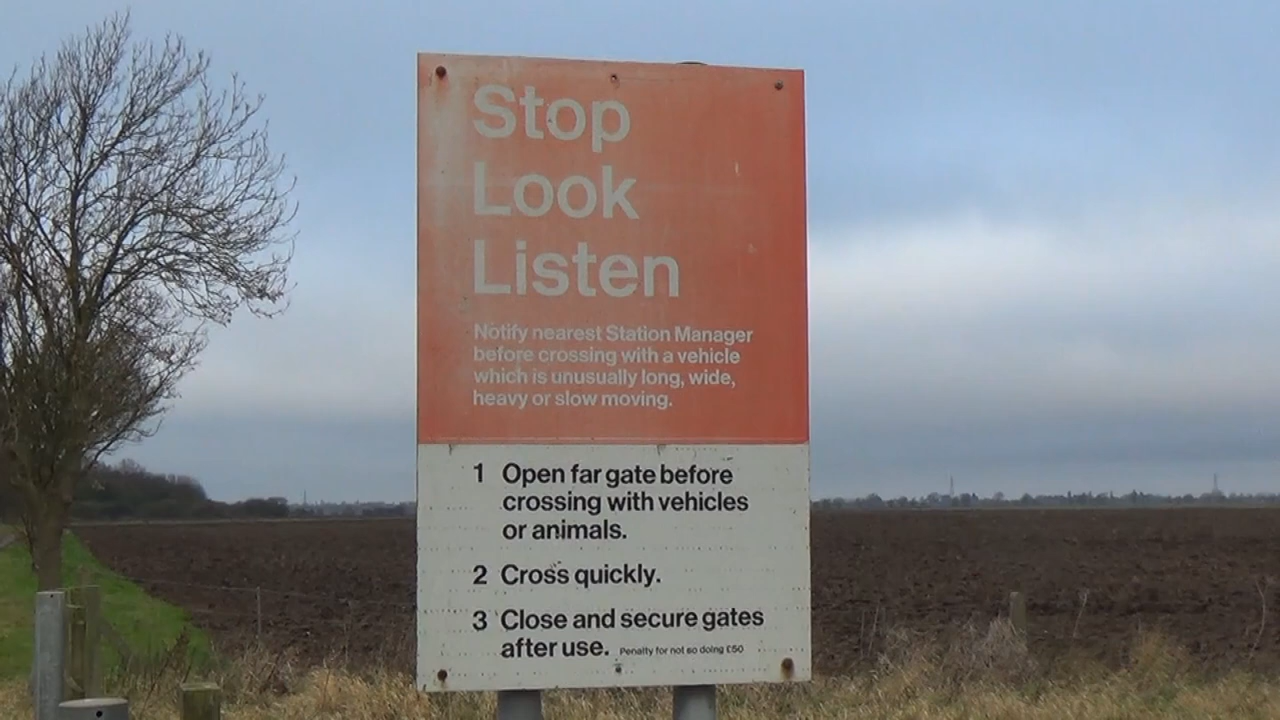 Stop
Look
Listen
Notify nearest Station Manager
before crossing with a vehicle
which is unusually long, wide,
heavy or slow moving.
1 Open far gate before
crossing with vehicles
or animals.
2 Cross quickly.
3 Close and secure gates
after use. Penalty for not so doing £50